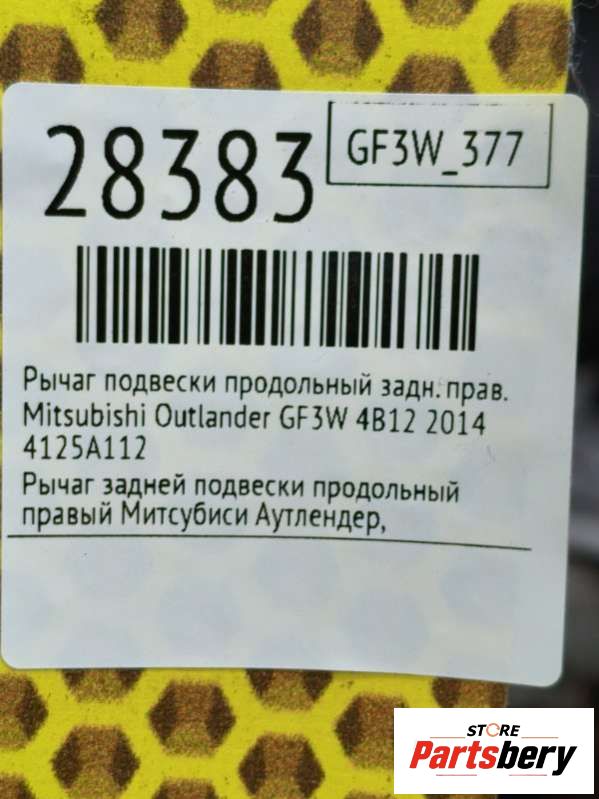 28383
GF3W_377
Рычаг подвески продольный задн. прав.
Mitsubishi Outlander GF3W 4B12 2014
4125A112
Рычаг задней подвески продольный
правый Митсубиси Аутлендер,
STORE
Partsbery